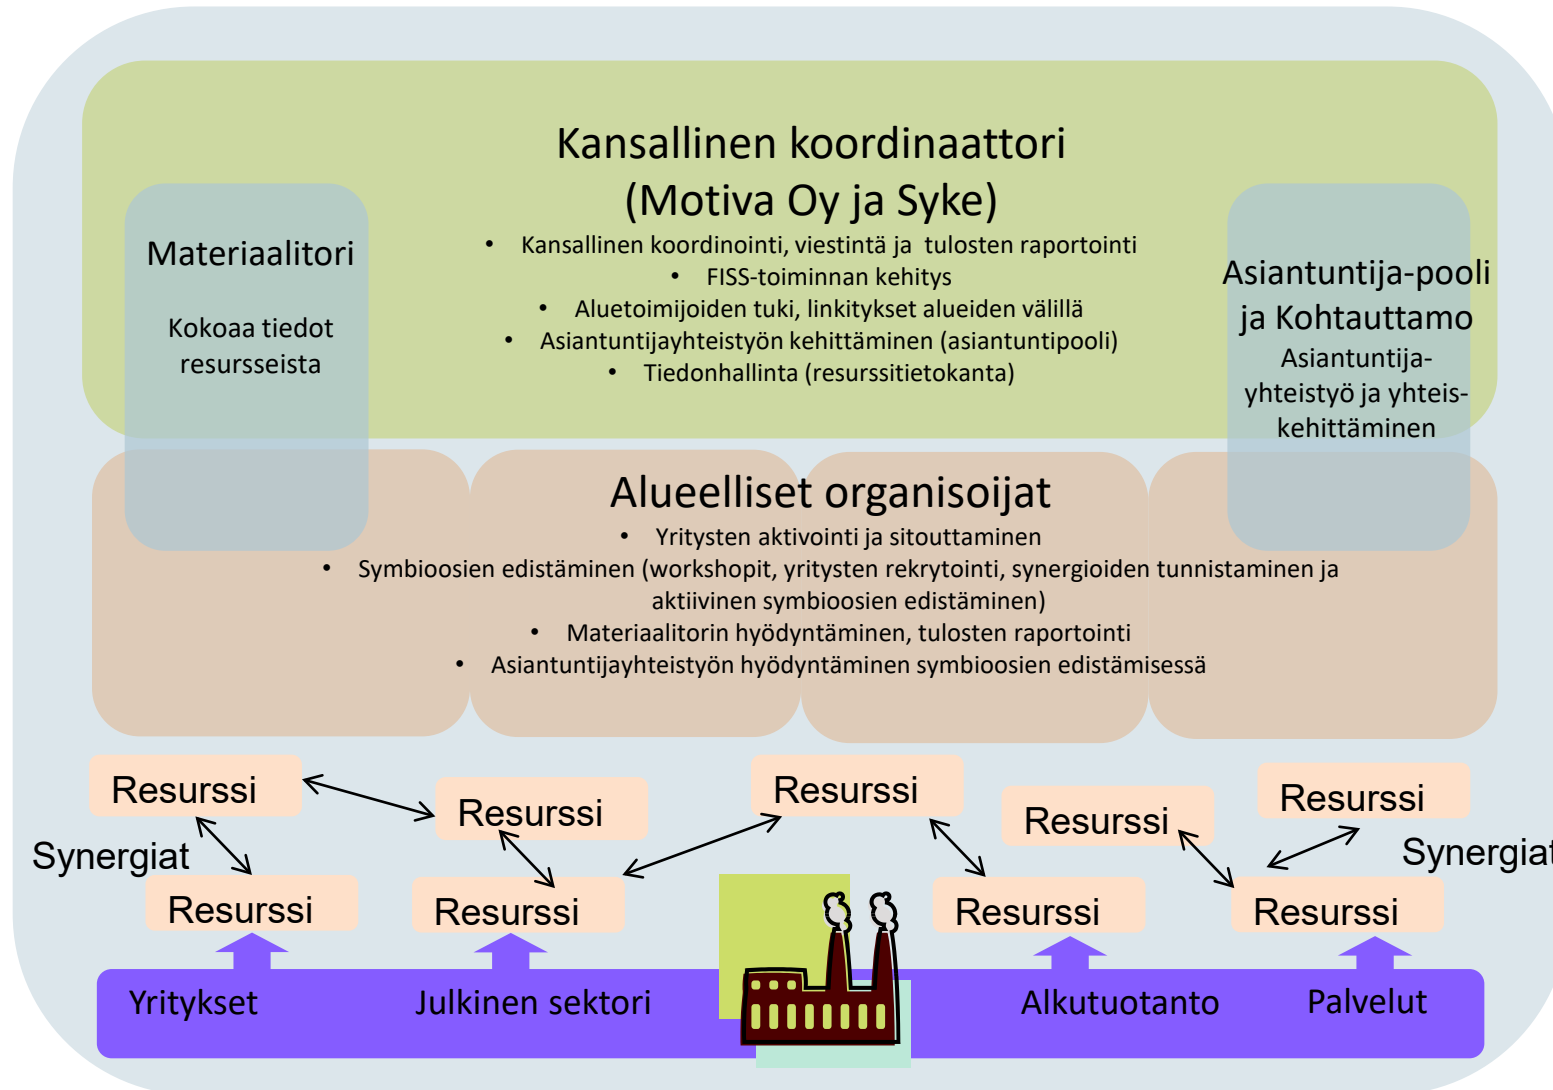 Kansallinen koordinaattori
(Motiva Oy ja Syke)
• Kansallinen koordinointi, viestintä ja tulosten raportointi
• FISS-toiminnan kehitys
• Aluetoimijoiden tuki, linkitykset alueiden välillä
• Asiantuntijayhteistyön kehittäminen (asiantuntipooli)
• Tiedonhallinta (resurssitietokanta)
Materiaalitori
Kokoaa tiedot
resursseista
Asiantuntija-pooli
ja Kohtauttamo
Asiantuntija-
yhteistyö ja yhteis-
kehittäminen
Alueelliset organisoijat
• Yritysten aktivointi ja sitouttaminen
• Symbioosien edistäminen (workshopit, yritysten rekrytointi, synergioiden tunnistaminen ja
aktiivinen symbioosien edistäminen)
• Materiaalitorin hyödyntäminen, tulosten raportointi
• Asiantuntijayhteistyön hyödyntäminen symbioosien edistämisessä
Resurssi
Resurssi
Resurssi
Resurssi
Resurssi
Synergiat
Synergiat
Resurssi
Resurssi
Resurssi
Resurssi
Yritykset
Julkinen sektori
Alkutuotanto
Palvelut